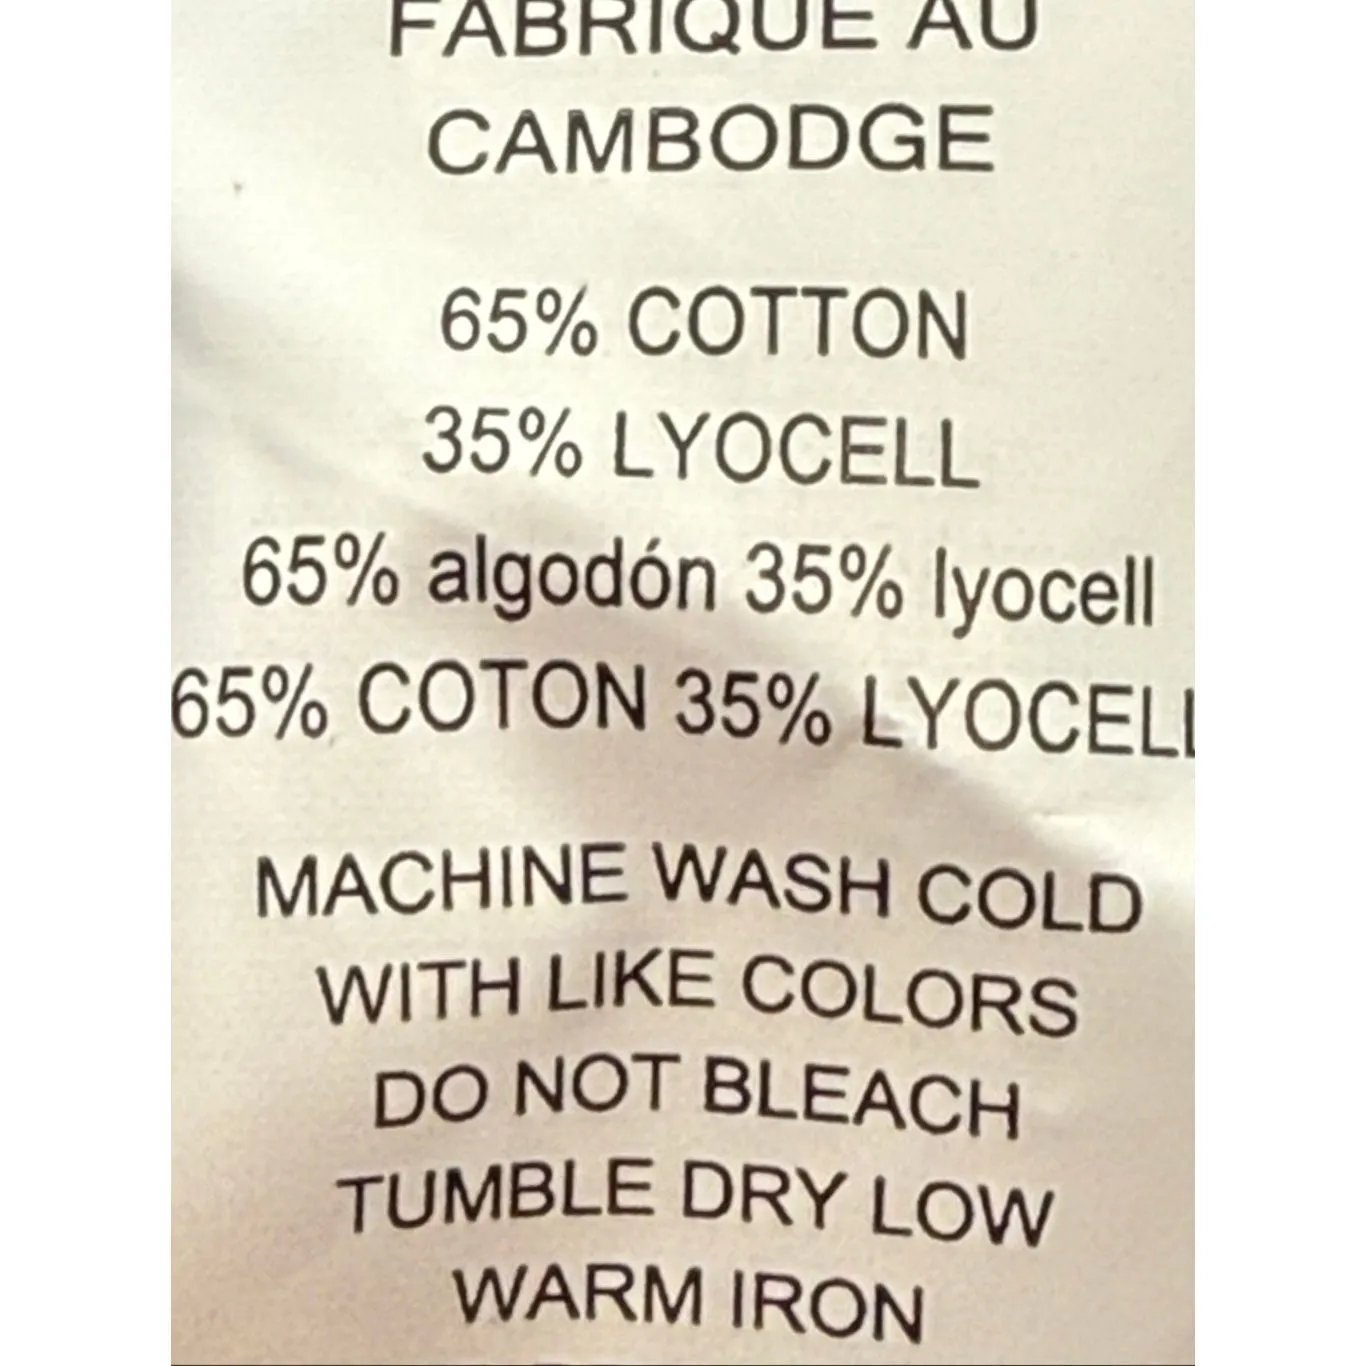 FABRIQUE AU
CAMBODGE
65% COTTON
35% LYOCELL
65% algodón 35% lyocell
65% COTON 35% LYOCELL
MACHINE WASH COLD
WITH LIKE COLORS
DO NOT BLEACH
TUMBLE DRY LOW
WARM IRON